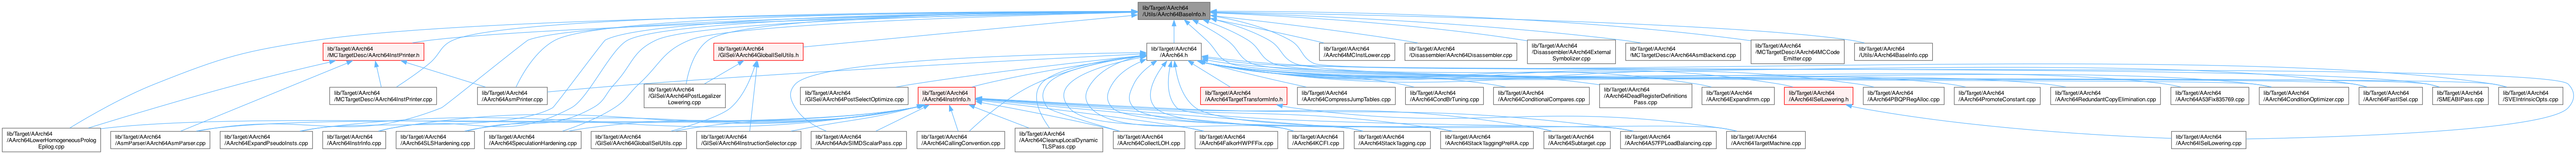 lib/Target/AArch64
/Utils/AArch64BaseInfo.h
lib/Target/AArch64
/MCTargetDesc/AArch64InstPrinter.h
lib/Target/AArch64
/GISel/AArch64GlobalISelUtils.h
lib/Target/AArch64
/AArch64.h
lib/Target/AArch64
/AArch64MCInstLower.cpp
lib/Target/AArch64
/Disassembler/AArch64Disassembler.cpp
lib/Target/AArch64
/Disassembler/AArch64External
Symbolizer.cpp
lib/Target/AArch64
/MCTargetDesc/AArch64AsmBackend.cpp
lib/Target/AArch64
/MCTargetDesc/AArch64MCCode
Emitter.cpp
lib/Target/AArch64
/Utils/AArch64BaseInfo.cpp
lib/Target/AArch64
/MCTargetDesc/AArch64InstPrinter.cpp
lib/Target/AArch64
/AArch64AsmPrinter.cpp
lib/Target/AArch64
/GISel/AArch64PostLegalizer
Lowering.cpp
lib/Target/AArch64
/GISel/AArch64PostSelectOptimize.cpp
lib/Target/AArch64
/AArch64InstrInfo.h
lib/Target/AArch64
/AArch64TargetTransformInfo.h
lib/Target/AArch64
/AArch64CompressJumpTables.cpp
lib/Target/AArch64
/AArch64CondBrTuning.cpp
lib/Target/AArch64
/AArch64ConditionalCompares.cpp
lib/Target/AArch64
/AArch64DeadRegisterDefinitions
Pass.cpp
lib/Target/AArch64
/AArch64ExpandImm.cpp
lib/Target/AArch64
/AArch64ISelLowering.h
lib/Target/AArch64
/AArch64PBQPRegAlloc.cpp
lib/Target/AArch64
/AArch64PromoteConstant.cpp
lib/Target/AArch64
/AArch64RedundantCopyElimination.cpp
lib/Target/AArch64
/AArch64A53Fix835769.cpp
lib/Target/AArch64
/AArch64ConditionOptimizer.cpp
lib/Target/AArch64
/AArch64FastISel.cpp
lib/Target/AArch64
/SMEABIPass.cpp
lib/Target/AArch64
/SVEIntrinsicOpts.cpp
lib/Target/AArch64
/AArch64LowerHomogeneousProlog
Epilog.cpp
lib/Target/AArch64
/AsmParser/AArch64AsmParser.cpp
lib/Target/AArch64
/AArch64ExpandPseudoInsts.cpp
lib/Target/AArch64
/AArch64InstrInfo.cpp
lib/Target/AArch64
/AArch64SLSHardening.cpp
lib/Target/AArch64
/AArch64SpeculationHardening.cpp
lib/Target/AArch64
/GISel/AArch64GlobalISelUtils.cpp
lib/Target/AArch64
/GISel/AArch64InstructionSelector.cpp
lib/Target/AArch64
/AArch64AdvSIMDScalarPass.cpp
lib/Target/AArch64
/AArch64CallingConvention.cpp
lib/Target/AArch64
/AArch64CleanupLocalDynamic
TLSPass.cpp
lib/Target/AArch64
/AArch64CollectLOH.cpp
lib/Target/AArch64
/AArch64FalkorHWPFFix.cpp
lib/Target/AArch64
/AArch64KCFI.cpp
lib/Target/AArch64
/AArch64StackTagging.cpp
lib/Target/AArch64
/AArch64StackTaggingPreRA.cpp
lib/Target/AArch64
/AArch64Subtarget.cpp
lib/Target/AArch64
/AArch64A57FPLoadBalancing.cpp
lib/Target/AArch64
/AArch64TargetMachine.cpp
lib/Target/AArch64
/AArch64ISelLowering.cpp